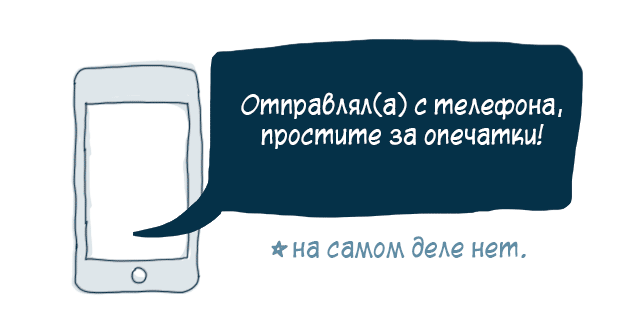 Отправлял(а) с телефона,
простите за опечатки!
*на самом деле нет.